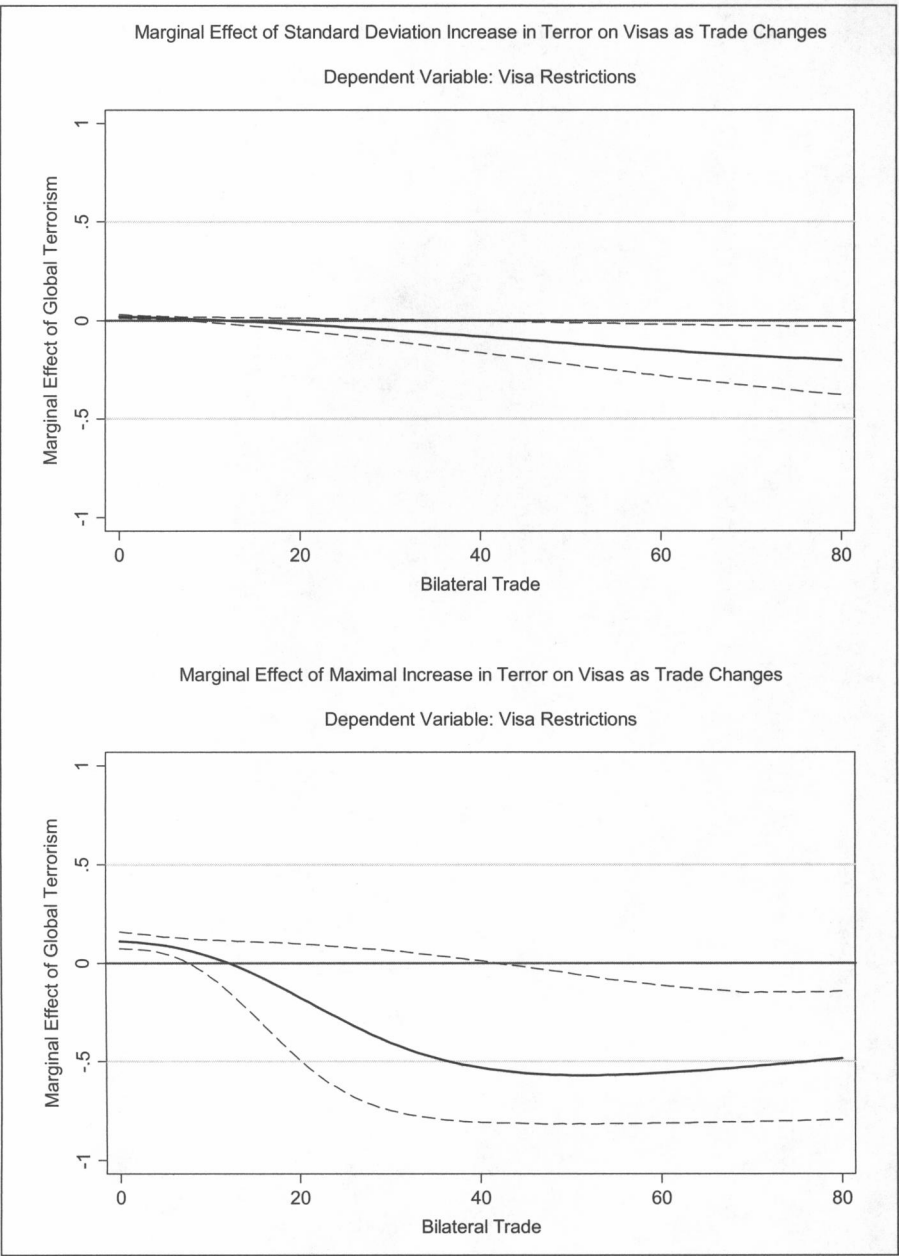 Marginal Effect of Standard Deviation Increase in Terror on Visas as Trade Changes
Dependent Variable: Visa Restrictions
Marginal Effect of Global Terrorism
1
.5
0
-.5
-1
0 20 40 60 80
Bilateral Trade
Marginal Effect of Maximal Increase in Terror on Visas as Trade Changes
Dependent Variable: Visa Restrictions
Marginal Effect of Global Terrorism
1
.5
0
-.5
-1
0 20 40 60 80
Bilateral Trade